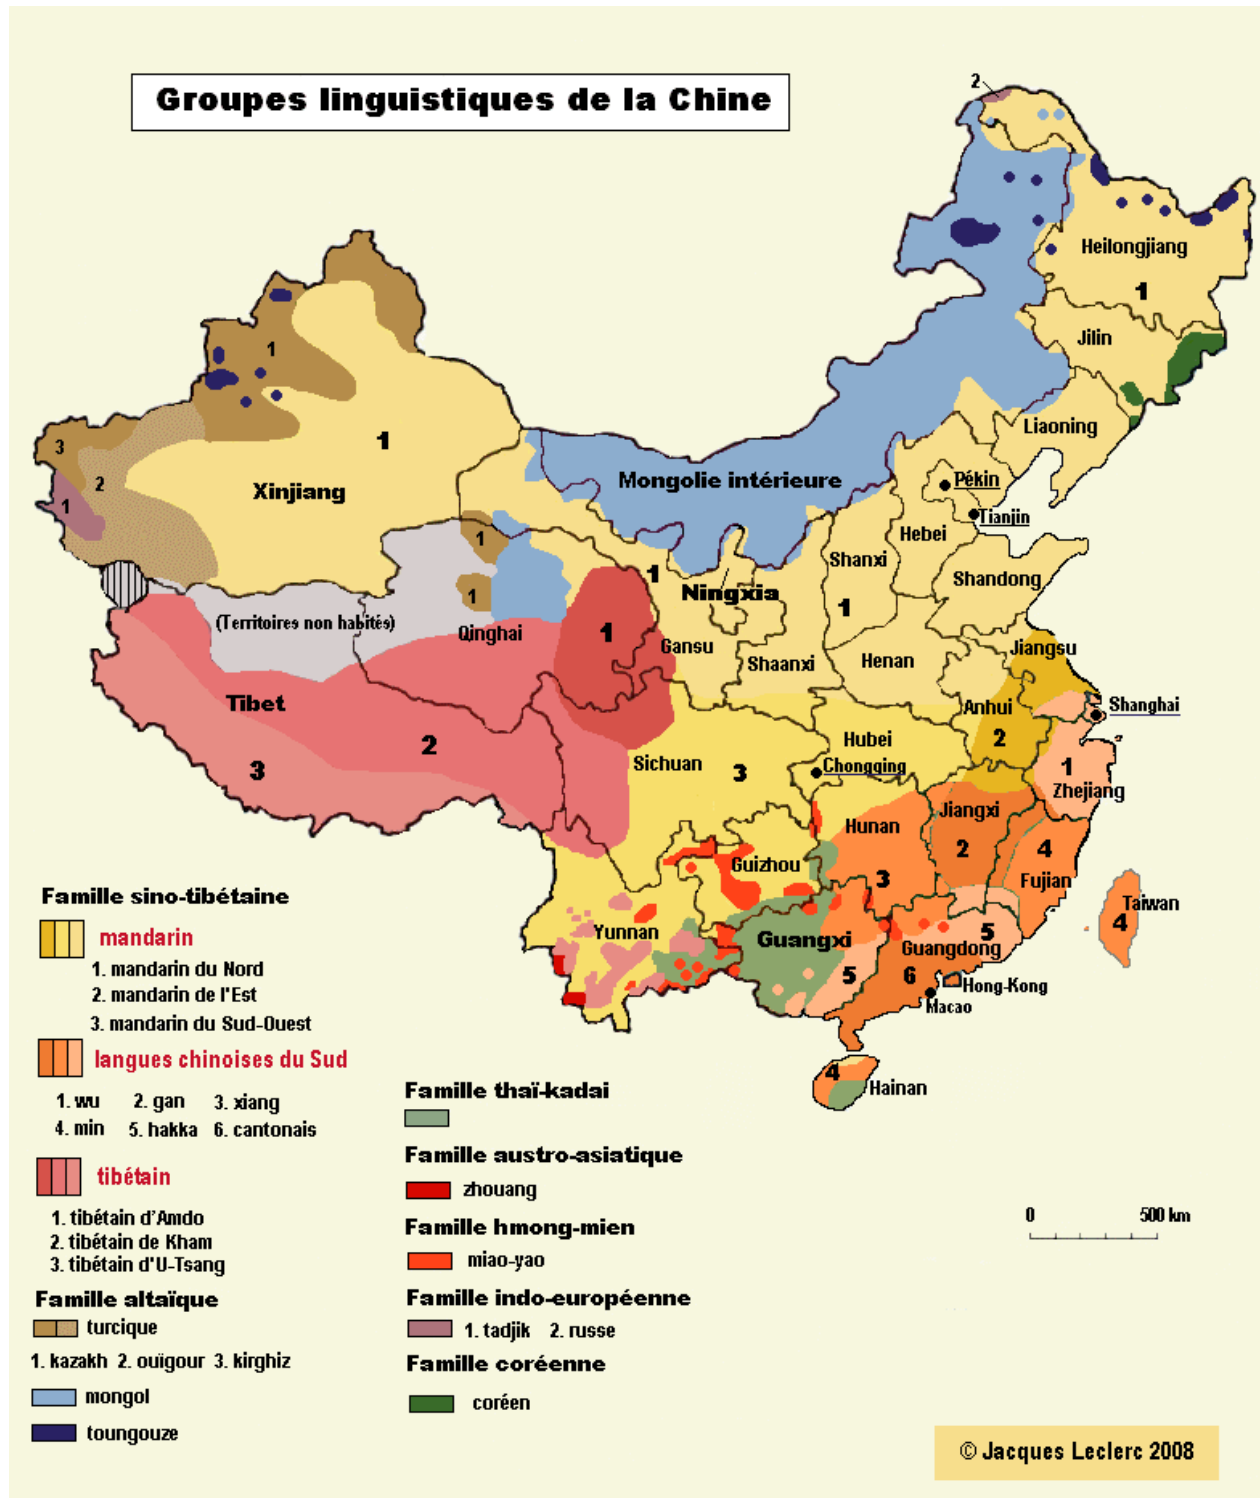 Groupes linguistiques de la Chine
2
Heilongjiang
1
Jilin
1
Liaoning
3
1
2
Mongolie intérieure
Pékin
Xinjiang
1
Tianjin
Hebei
1
Shanxi
1
Shandong
Ningxia
1
1
(Territoires non habités)
Qinghai
1
Gansu
Jiangsu
Shaanxi
Henan
Tibet
Anhui
Shanghai
2
Hubei
2
3
Sichuan
3
Chongqing
1
Zhejiang
Jiangxi
Hunan
2
4
Guizhou
3
Fujian
Taiwan
4
Yunnan
Guangxi
5
Guangdong
5
6
Hong-Kong
Macao
4
Hainan
Famille sino-tibétaine
mandarin
1. mandarin du Nord
2. mandarin de l'Est
3. mandarin du Sud-Ouest
langues chinoises du Sud
1. wu 2. gan 3. xiang
4. min 5. hakka 6. cantonais
tibétain
1. tibétain d'Amdo
2. tibétain de Kham
3. tibétain d'U-Tsang
Famille altaïque
turcique
1. kazakh 2. ouïgour 3. kirghiz
mongol
toungouze
Famille thaï-kadai
Famille austro-asiatique
zhouang
Famille hmong-mien
miao-yao
Famille indo-européenne
1. tadjik 2. russe
Famille coréenne
coréen
0 500 km
© Jacques Leclerc 2008